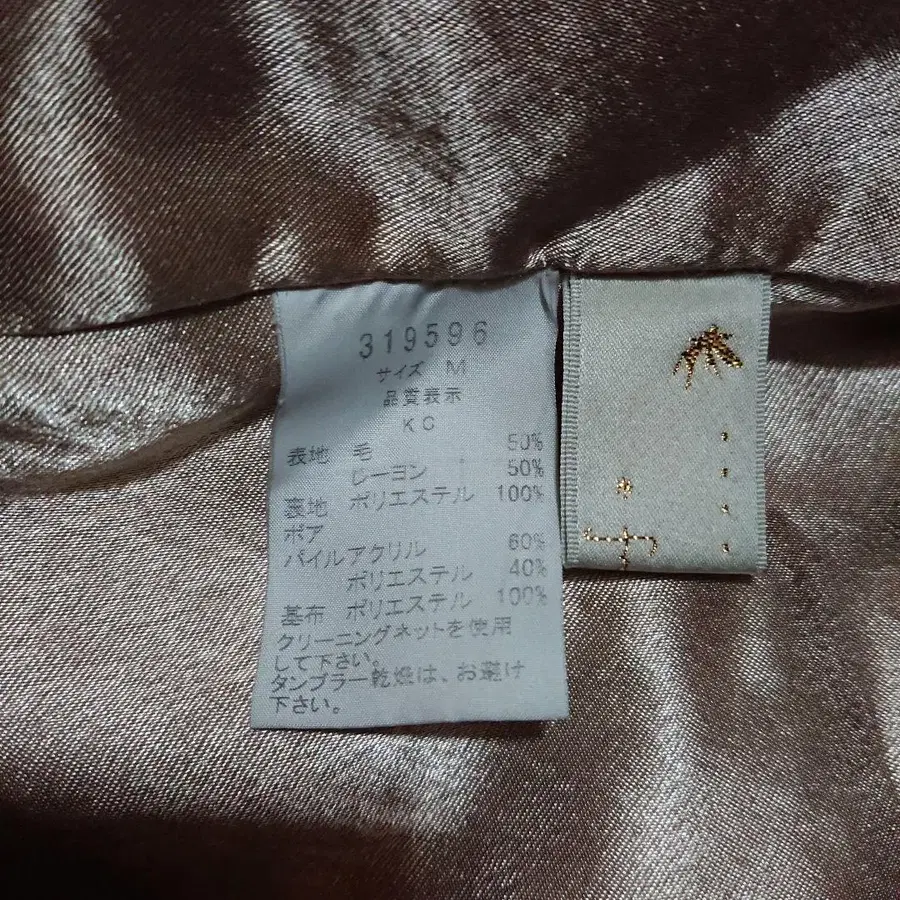 319596
サイズ M
品質表示
KC
表地 毛 50%
レーヨン 50%
裏地 ポリエステル 100%
ボア
パイルアクリル 60%
ポリエステル 40%
基布 ポリエステル 100%
クリーニングネットを使用
して下さい。
タンブラー乾燥は、お避け
下さい。